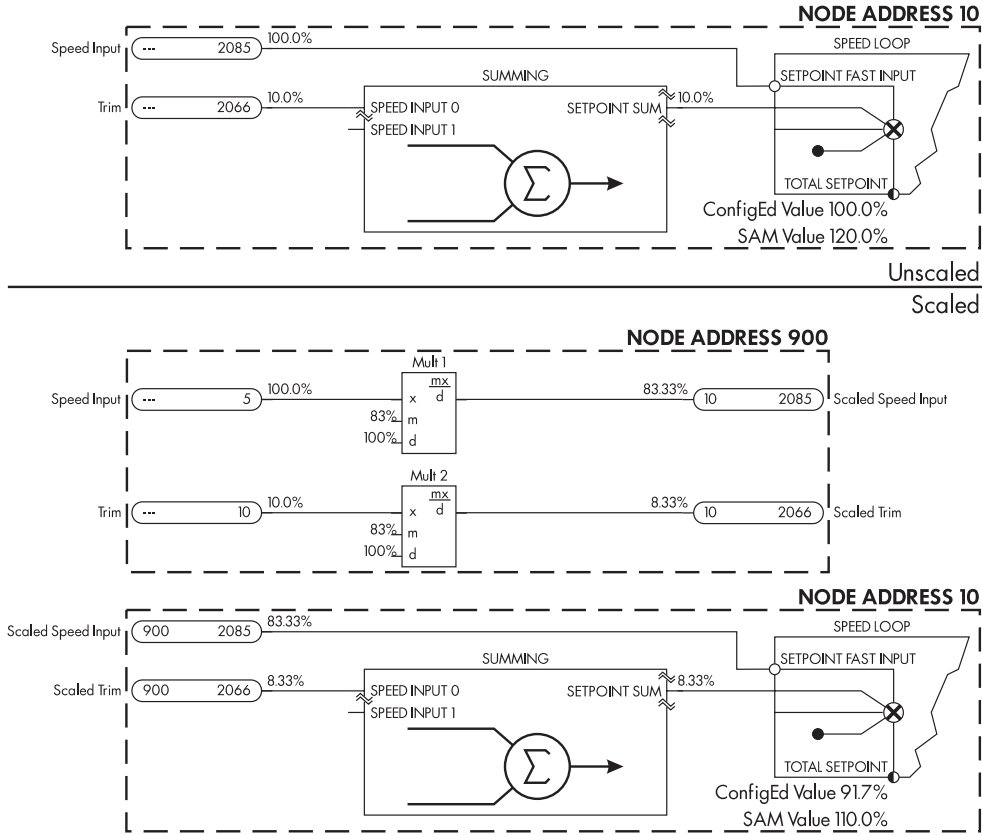 NODE ADDRESS 10
Speed Input --- 2085 100.0%
SPEED LOOP
SETPOINT FAST INPUT
SUMMING
Trim --- 2066 10.0%
SPEED INPUT 0
SETPOINT SUM 10.0%
SPEED INPUT 1
Σ
TOTAL SETPOINT
ConfigEd Value 100.0%
SAM Value 120.0%
Unscaled
Scaled
NODE ADDRESS 900
Mult 1
Speed Input --- 5 100.0%
mx
x d
83% m
100% d
83.33% 10 2085 Scaled Speed Input
Mult 2
Trim --- 10 10.0%
mx
x d
83% m
100% d
8.33% 10 2066 Scaled Trim
NODE ADDRESS 10
Scaled Speed Input 900 2085 83.33%
SPEED LOOP
SETPOINT FAST INPUT
SUMMING
Scaled Trim 900 2066 8.33%
SPEED INPUT 0
SETPOINT SUM 8.33%
SPEED INPUT 1
Σ
TOTAL SETPOINT
ConfigEd Value 91.7%
SAM Value 110.0%